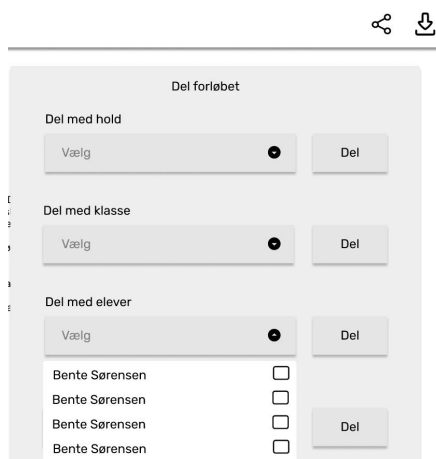 Del forløbet
Del med hold
Vælg
Del
Del med klasse
Vælg
Del
Del med elever
Vælg
Del
Bente Sørensen
Bente Sørensen
Bente Sørensen
Del
Bente Sørensen